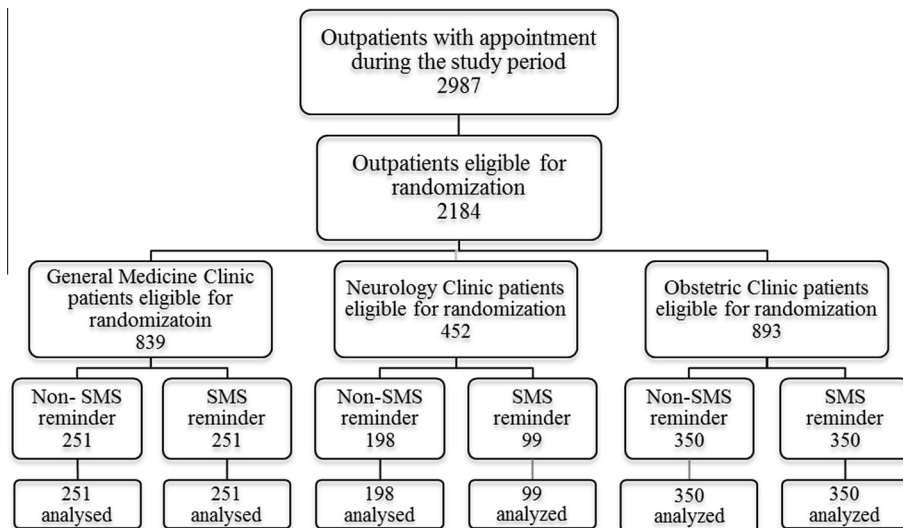 Outpatients with appointment
during the study period
2987
Outpatients eligible for
randomization
2184
General Medicine Clinic
patients eligible for
randomizatoin
839
Neurology Clinic patients
eligible for randomization
452
Obstetric Clinic patients
eligible for randomization
893
Non- SMS
reminder
251
SMS
reminder
251
Non-SMS
reminder
198
SMS
reminder
99
Non-SMS
reminder
350
SMS
reminder
350
251
analysed
251
analysed
198
analysed
99
analyzed
350
analyzed
350
analyzed